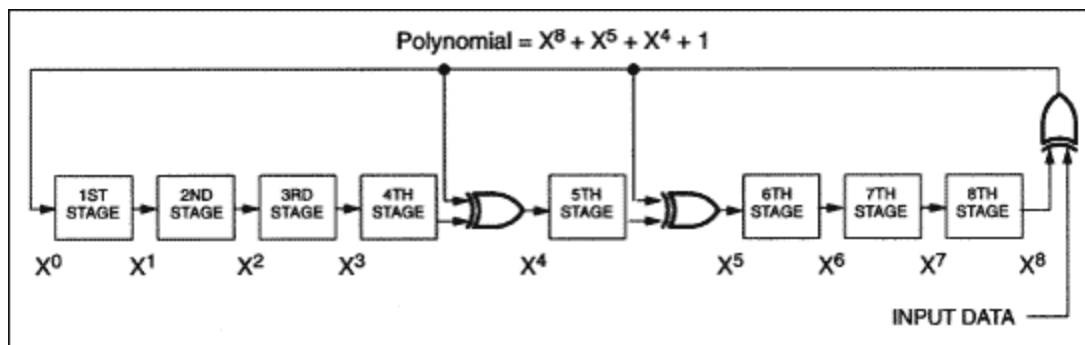 Polynomial = X⁸ + X⁵ + X⁴ + 1
1ST
STAGE
2ND
STAGE
3RD
STAGE
4TH
STAGE
5TH
STAGE
6TH
STAGE
7TH
STAGE
8TH
STAGE
X⁰ X¹ X² X³ X⁴ X⁵ X⁶ X⁷ X⁸
INPUT DATA